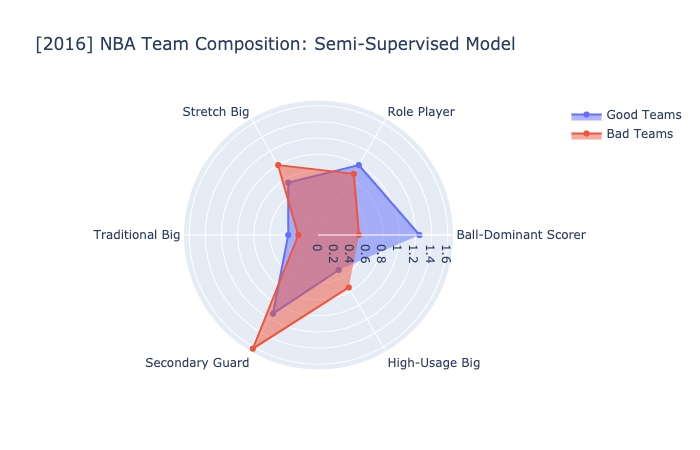 [2016] NBA Team Composition: Semi-Supervised Model
Stretch Big
Role Player
Good Teams
Bad Teams
Traditional Big
Ball-Dominant Scorer
0
0.2
0.4
0.6
0.8
1
1.2
1.4
1.6
Secondary Guard
High-Usage Big